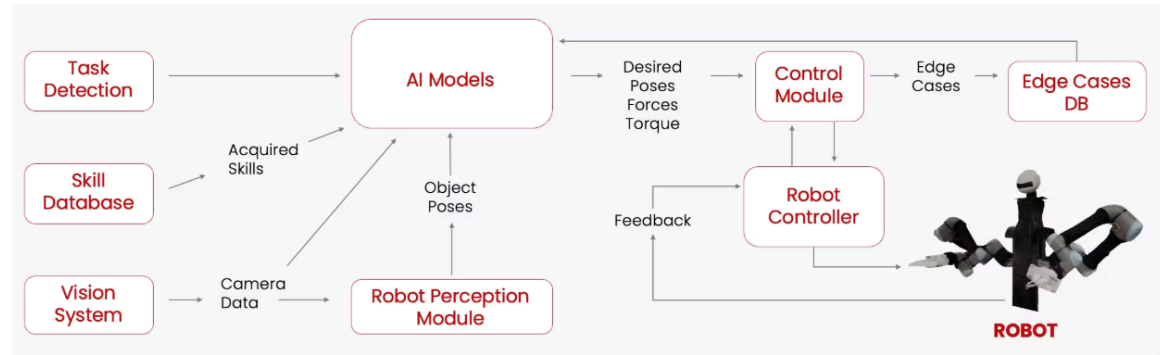 Task
Detection
AI Models
Desired
Poses
Forces
Torque
Control
Module
Edge
Cases
Edge Cases
DB
Acquired
Skills
Skill
Database
Object
Poses
Feedback
Robot
Controller
Vision
System
Camera
Data
Robot Perception
Module
ROBOT